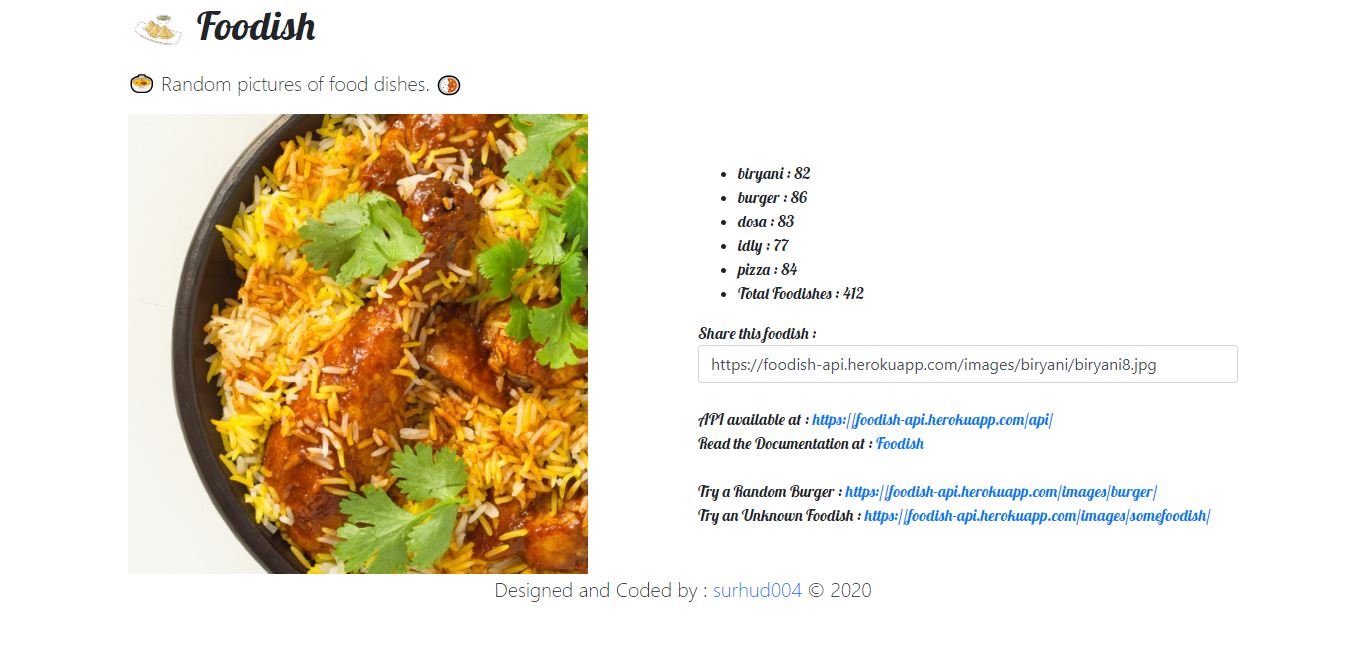 Foodish
Random pictures of food dishes.
biryani : 82
burger : 86
dosa : 83
idly : 77
pizza : 84
Total Foodishes : 412
Share this foodish :
https://foodish-api.herokuapp.com/images/biryani/biryani8.jpg
API available at : https://foodish-api.herokuapp.com/api/
Read the Documentation at : Foodish
Try a Random Burger : https://foodish-api.herokuapp.com/images/burger/
Try an Unknown Foodish : https://foodish-api.herokuapp.com/images/somefoodish/
Designed and Coded by : surhud004 © 2020